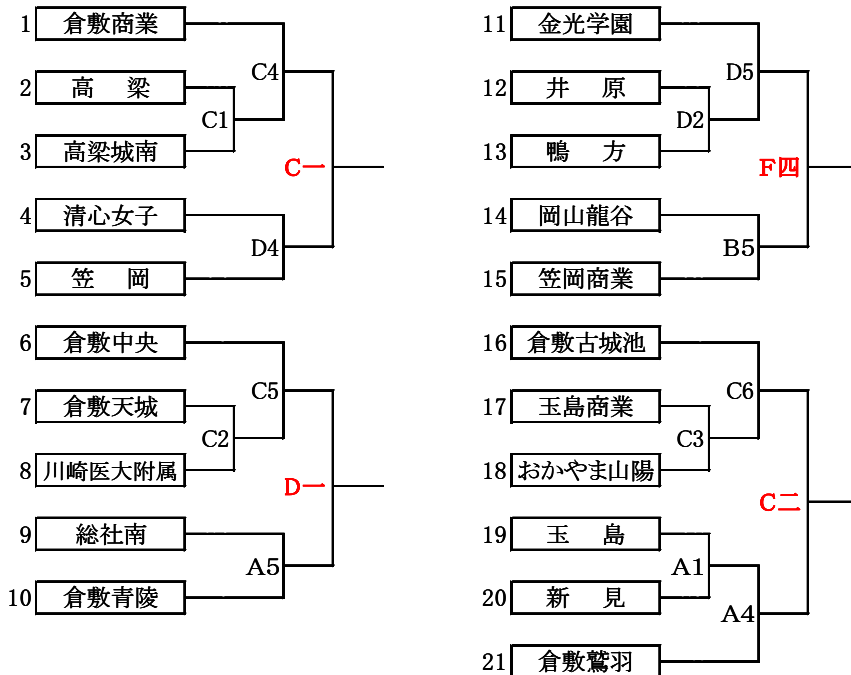 1 倉敷商業
C4
2 高 梁
C1
3 高梁城南
C一
4 清心女子
D4
5 笠 岡
6 倉敷中央
C5
7 倉敷天城
C2
8 川崎医大附属
D一
9 総社南
A5
10 倉敷青陵
11 金光学園
D5
12 井 原
D2
13 鴨 方
F四
14 岡山龍谷
B5
15 笠岡商業
16 倉敷古城池
C6
17 玉島商業
C3
18 おかやま山陽
C二
19 玉 島
A1
20 新 見
A4
21 倉敷鷲羽